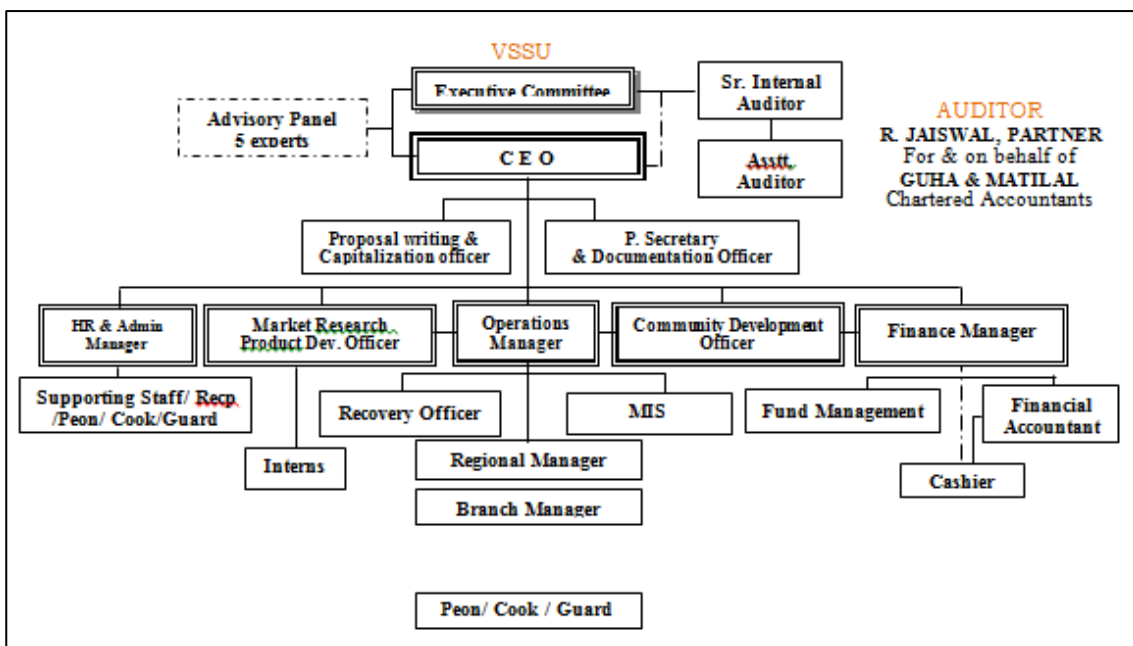 VSSU
Executive Committee
Sr. Internal
Auditor
Advisory Panel
5 experts
AUDITOR
R. JAISWAL, PARTNER
For & on behalf of
GUHA & MATILAL
Chartered Accountants
C E O
Asstt.
Auditor
Proposal writing &
Capitalization officer
P. Secretary
& Documentation Officer
HR & Admin
Manager
Market Research
Product Dev. Officer
Operations
Manager
Community Development
Officer
Finance Manager
Supporting Staff/ Recp
/Peon/ Cook/Guard
Recovery Officer
MIS
Fund Management
Financial
Accountant
Interns
Regional Manager
Cashier
Branch Manager
Peon/ Cook / Guard